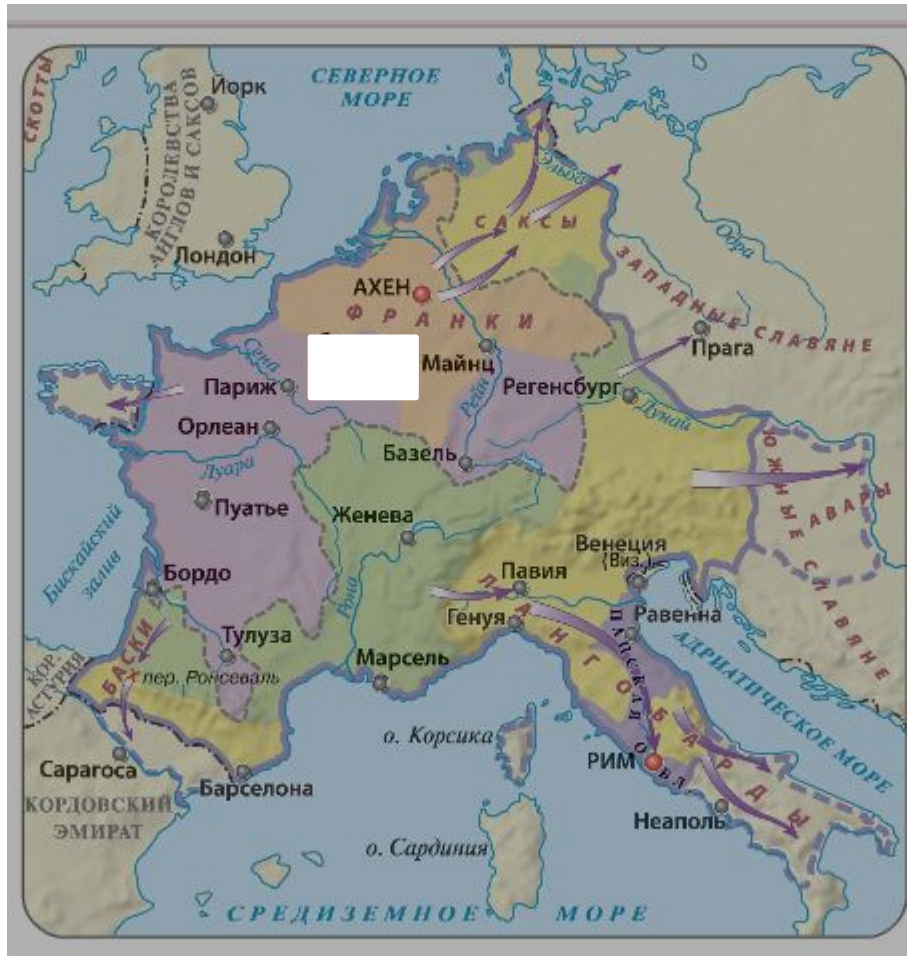 СЕВЕРНОЕ
МОРЕ
СКОТТЫ
Йорк
КОРОЛЕВСТВА
АНГЛОВ И САКСОВ
Лондон
Эльба
САКСЫ
Одра
АХЕН
ФРАНКИ
ЗАПАДНЫЕ СЛАВЯНЕ
Прага
Сена
Майнц
Париж
Рейн
Регенсбург
Дунай
Орлеан
Базель
Луара
Пуатье
Женева
ЮЖНЫЕ СЛАВЯНЕ
АВАРЫ
Бискайский
залив
Бордо
Рона
Павия
Венеция
(Виз.)
Генуя
ЛАНГОБАРДЫ
Равенна
ПАПСКАЯ ОБЛ.
Тулуза
БАСКИ
Марсель
АДРИАТИЧЕСКОЕ МОРЕ
КОР.
АСТУРИЯ
пер. Ронсеваль
о. Корсика
Сарагоса
Барселона
РИМ
КОРДОВСКИЙ
ЭМИРАТ
Неаполь
о. Сардиния
СРЕДИЗЕМНОЕ МОРЕ